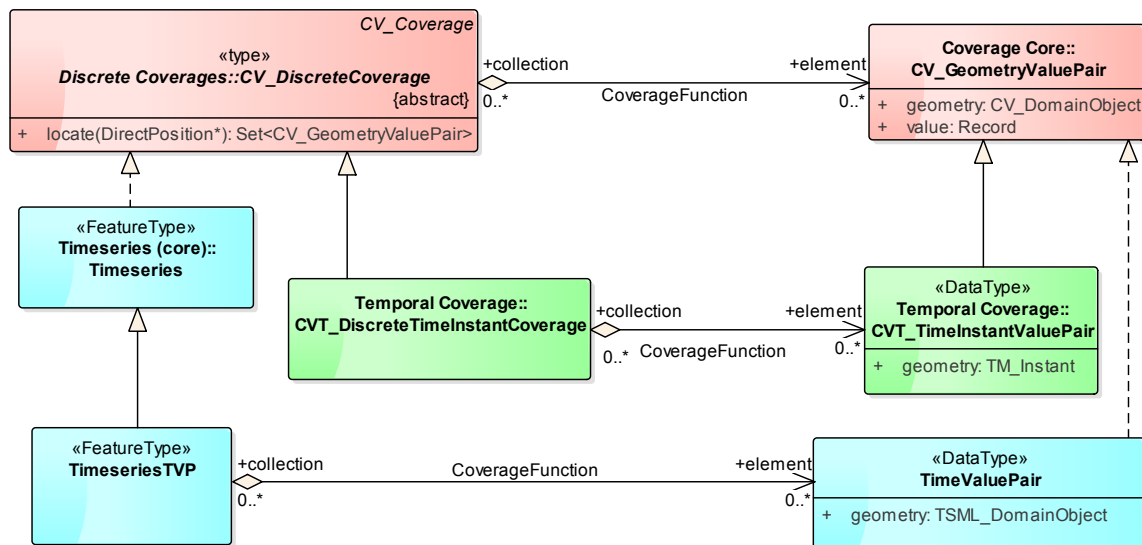 CV_Coverage
«type»
Discrete Coverages::CV_DiscreteCoverage
{abstract}
+ locate(DirectPosition*): Set<CV_GeometryValuePair>
+collection
0..*
CoverageFunction
+element
0..*
Coverage Core::
CV_GeometryValuePair
+ geometry: CV_DomainObject
+ value: Record
«FeatureType»
Timeseries (core)::
Timeseries
Temporal Coverage::
CVT_DiscreteTimeInstantCoverage
+collection
0..*
CoverageFunction
+element
0..*
«DataType»
Temporal Coverage::
CVT_TimeInstantValuePair
+ geometry: TM_Instant
«FeatureType»
TimeseriesTVP
+collection
0..*
CoverageFunction
+element
0..*
«DataType»
TimeValuePair
+ geometry: TSML_DomainObject